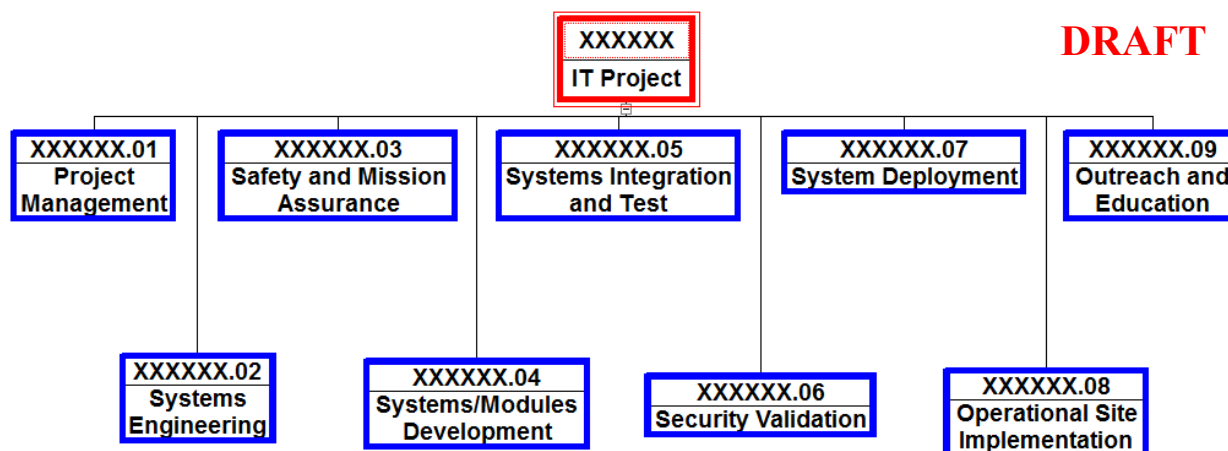 XXXXXX
IT Project
DRAFT
XXXXXX.01
Project
Management
XXXXXX.03
Safety and Mission
Assurance
XXXXXX.05
Systems Integration
and Test
XXXXXX.07
System Deployment
XXXXXX.09
Outreach and
Education
XXXXXX.02
Systems
Engineering
XXXXXX.04
Systems/Modules
Development
XXXXXX.06
Security Validation
XXXXXX.08
Operational Site
Implementation